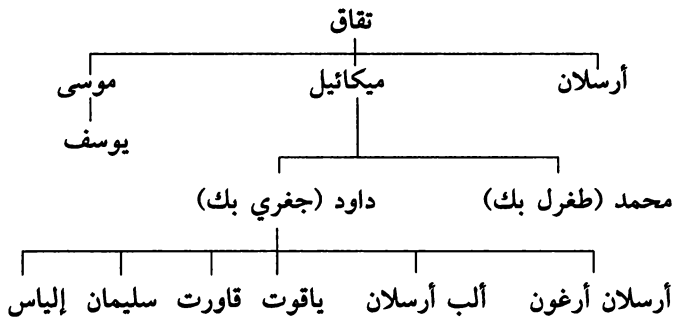 تقاق
أرسلان ميكائيل موسى
يوسف
محمد (طغرل بك) داود (جغري بك)
أرسلان أرغون ألب أرسلان ياقوت قاورت سليمان إلياس